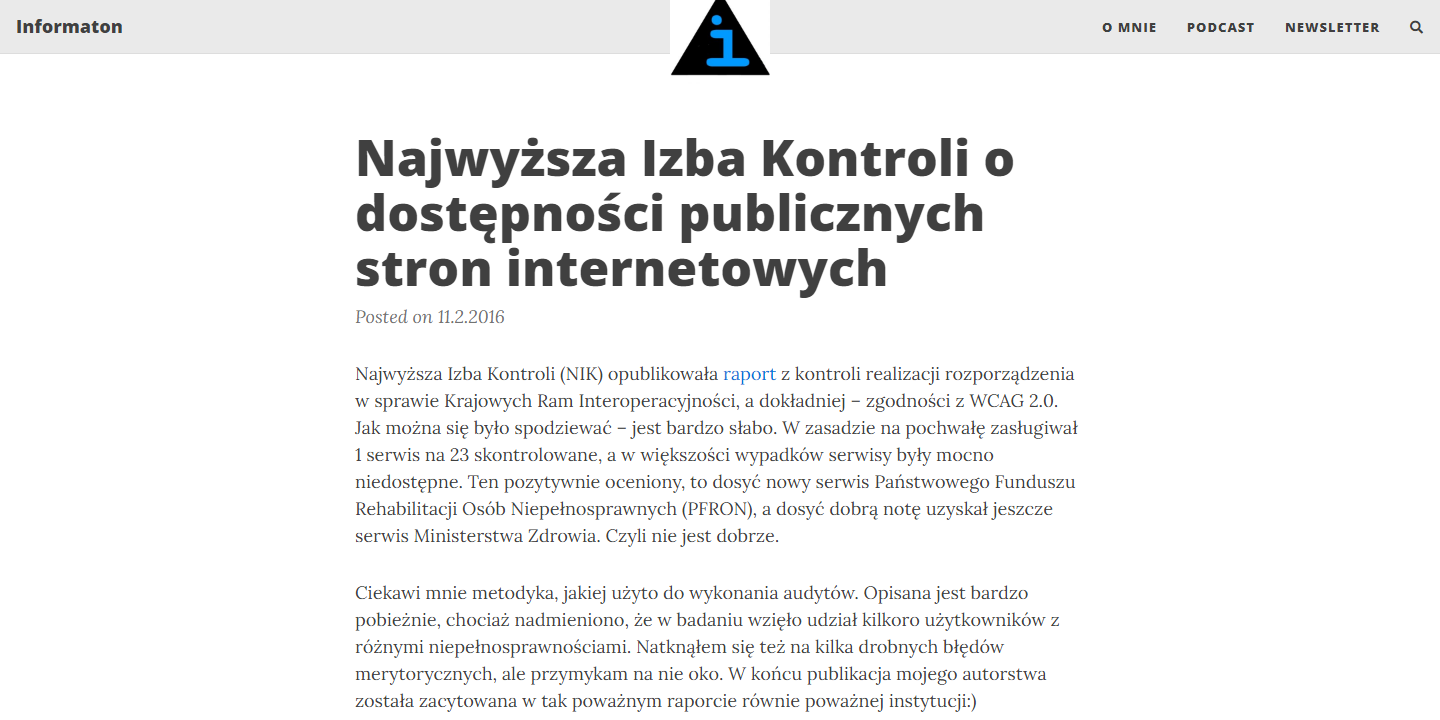 Informaton
i
O MNIE
PODCAST
NEWSLETTER
Najwyższa Izba Kontroli o
dostępności publicznych
stron internetowych
Posted on 11.2.2016
Najwyższa Izba Kontroli (NIK) opublikowała raport z kontroli realizacji rozporządzenia
w sprawie Krajowych Ram Interoperacyjności, a dokładniej – zgodności z WCAG 2.0.
Jak można się było spodziewać – jest bardzo słabo. W zasadzie na pochwałę zasługiwał
1 serwis na 23 skontrolowane, a w większości wypadków serwisy były mocno
niedostępne. Ten pozytywnie oceniony, to dosyć nowy serwis Państwowego Funduszu
Rehabilitacji Osób Niepełnosprawnych (PFRON), a dosyć dobrą notę uzyskał jeszcze
serwis Ministerstwa Zdrowia. Czyli nie jest dobrze.
Ciekawi mnie metodyka, jakiej użyto do wykonania audytów. Opisana jest bardzo
pobieżnie, chociaż nadmieniono, że w badaniu wzięło udział kilkoro użytkowników z
różnymi niepełnosprawnościami. Natknąłem się też na kilka drobnych błędów
merytorycznych, ale przymykam na nie oko. W końcu publikacja mojego autorstwa
została zacytowana w tak poważnym raporcie równie poważnej instytucji:)